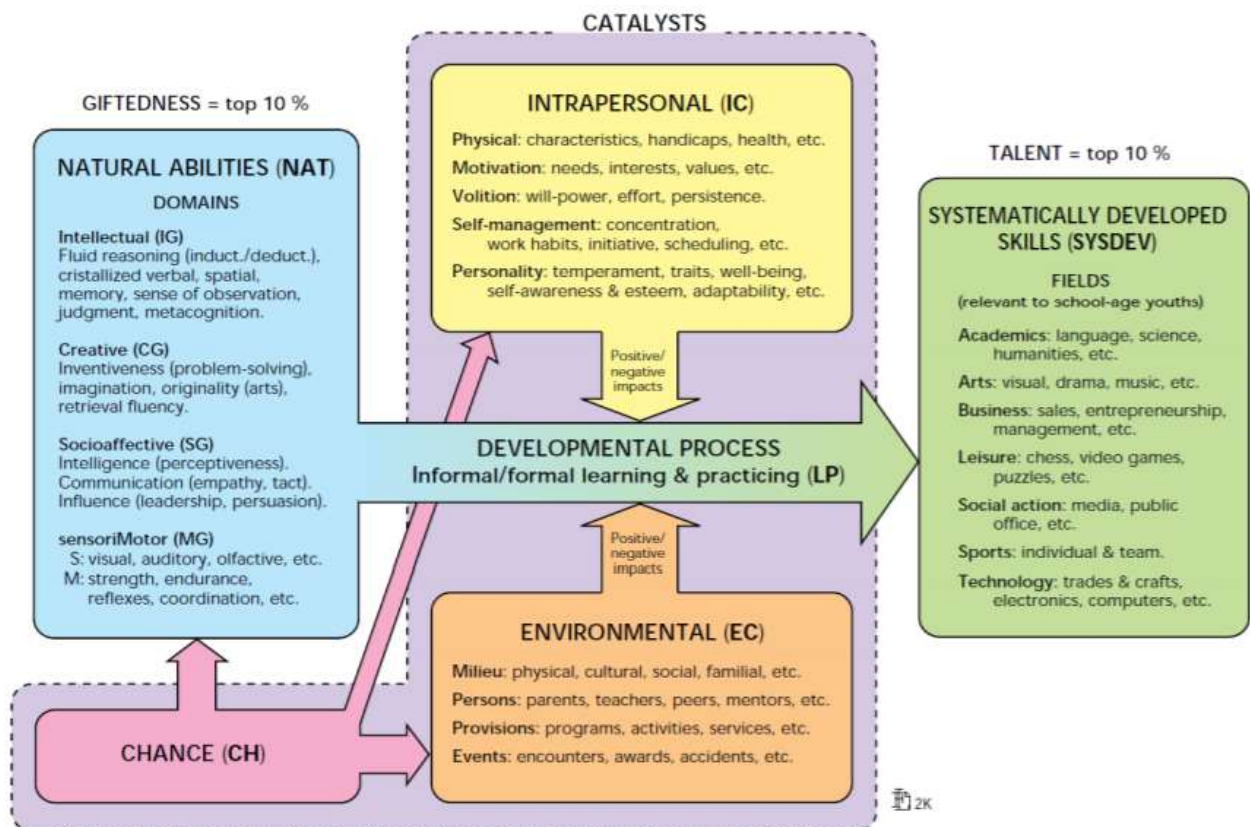 CATALYSTS
GIFTEDNESS = top 10 %
NATURAL ABILITIES (NAT)
DOMAINS
Intellectual (IG)
Fluid reasoning (induct./deduct.),
cristallized verbal, spatial,
memory, sense of observation,
judgment, metacognition.
Creative (CG)
Inventiveness (problem-solving),
imagination, originality (arts),
retrieval fluency.
Socioaffective (SG)
Intelligence (perceptiveness).
Communication (empathy, tact).
Influence (leadership, persuasion).
sensoriMotor (MG)
S: visual, auditory, olfactive, etc.
M: strength, endurance,
reflexes, coordination, etc.
INTRAPERSONAL (IC)
Physical: characteristics, handicaps, health, etc.
Motivation: needs, interests, values, etc.
Volition: will-power, effort, persistence.
Self-management: concentration,
work habits, initiative, scheduling, etc.
Personality: temperament, traits, well-being,
self-awareness & esteem, adaptability, etc.
Positive/
negative
impacts
DEVELOPMENTAL PROCESS
Informal/formal learning & practicing (LP)
Positive/
negative
impacts
ENVIRONMENTAL (EC)
Milieu: physical, cultural, social, familial, etc.
Persons: parents, teachers, peers, mentors, etc.
Provisions: programs, activities, services, etc.
Events: encounters, awards, accidents, etc.
CHANCE (CH)
TALENT = top 10 %
SYSTEMATICALLY DEVELOPED
SKILLS (SYSDEV)
FIELDS
(relevant to school-age youths)
Academics: language, science,
humanities, etc.
Arts: visual, drama, music, etc.
Business: sales, entrepreneurship,
management, etc.
Leisure: chess, video games,
puzzles, etc.
Social action: media, public
office, etc.
Sports: individual & team.
Technology: trades & crafts,
electronics, computers, etc.
2K